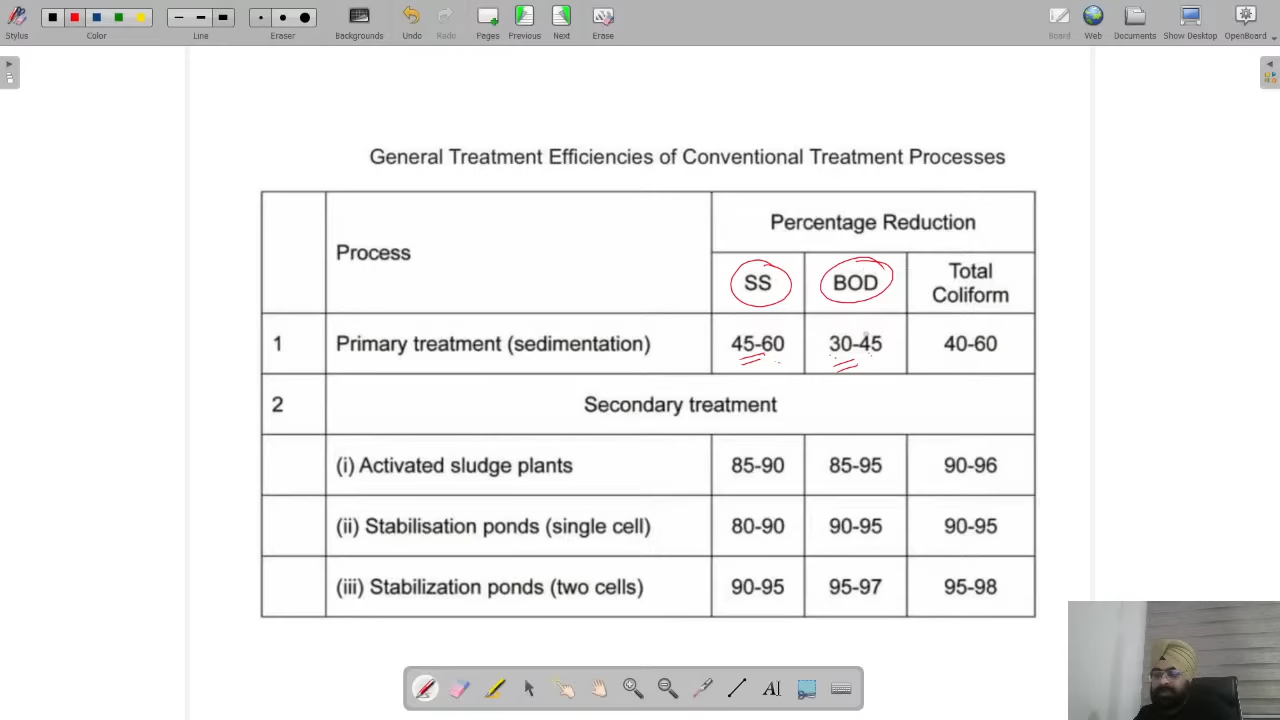 Stylus Color Line Eraser Backgrounds Undo Redo Pages Previous Next Erase Board Web Documents Show Desktop OpenBoard
General Treatment Efficiencies of Conventional Treatment Processes
Process
Percentage Reduction
SS BOD Total Coliform
1 Primary treatment (sedimentation) 45-60 30-45 40-60
2 Secondary treatment
(i) Activated sludge plants 85-90 85-95 90-96
(ii) Stabilisation ponds (single cell) 80-90 90-95 90-95
(iii) Stabilization ponds (two cells) 90-95 95-97 95-98